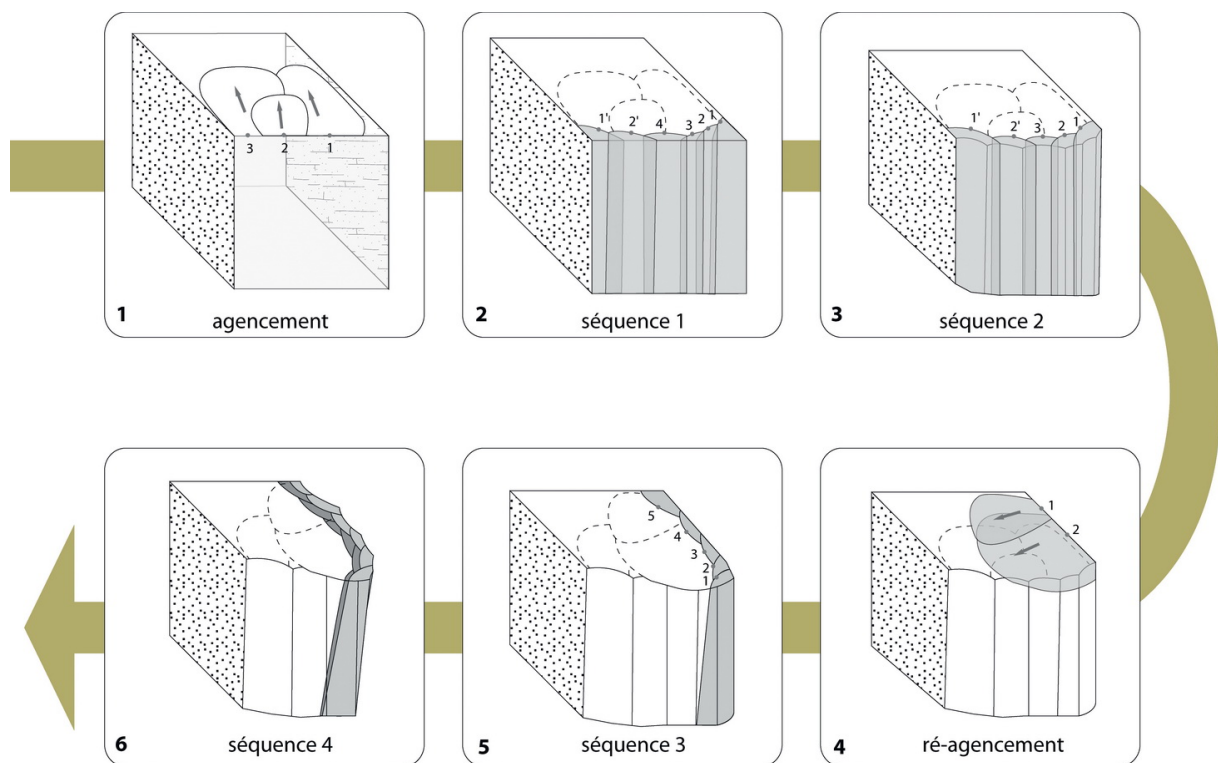 3 2 1
1 agencement
1' 2' 4 3 2 1
2 séquence 1
1' 2' 3 2 1
3 séquence 2
1
2
4 ré-agencement
5
4
3
2
1
5 séquence 3
6 séquence 4